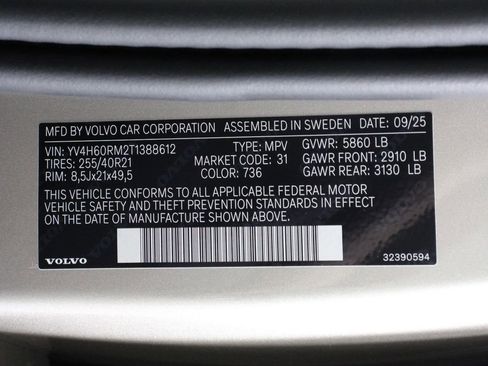 BY VOLVO CAR CORPORATION ASSEMBLED IN SWEDEN DATE: 09/25
VIN: YV4H60RM2T1388612 TYPE: MPV GVWR: 5860 LB
TIRES: 255/40R21 MARKET CODE: 31 GAWR FRONT: 2910 LB
RIM: 8,5Jx21x49,5 COLOR: 736 GAWR REAR: 3130 LB
THIS VEHICLE CONFORMS TO ALL APPLICABLE FEDERAL MOTOR
VEHICLE SAFETY AND THEFT PREVENTION STANDARDS IN EFFECT
ON THE DATE OF MANUFACTURE SHOWN ABOVE.
VOLVO 32390594